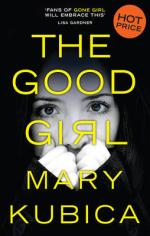 'FANS OF GONE GIRL
WILL EMBRACE THIS'
LISA GARDNER
HOT
PRICE
THE
GOOD
GIRL
MARY
KUBICA